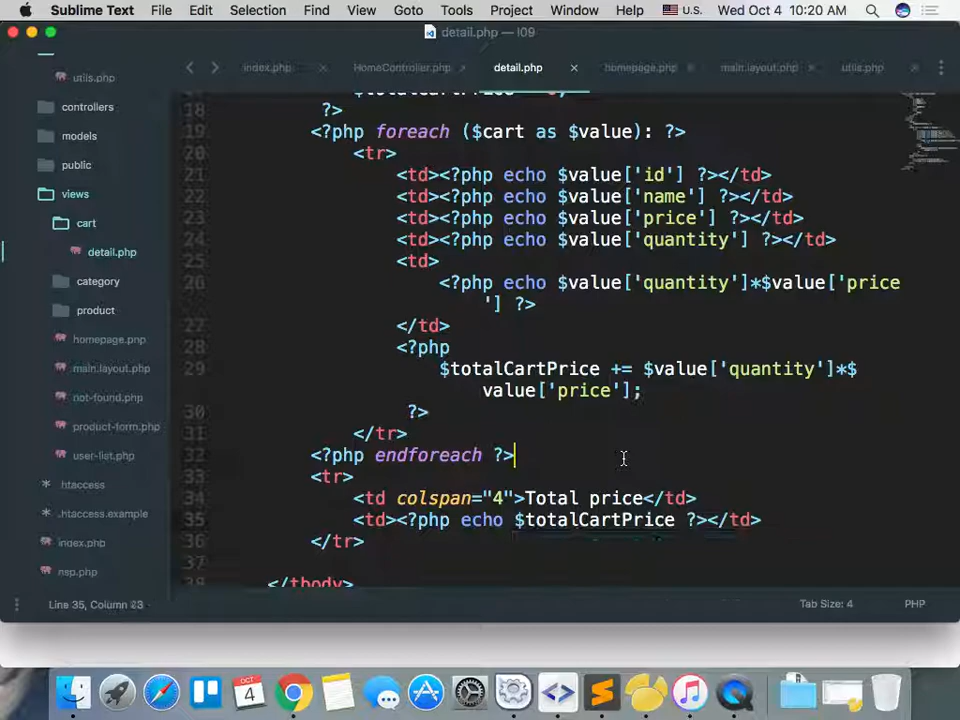 Sublime Text File Edit Selection Find View Goto Tools Project Window Help U.S. Wed Oct 4 10:20 AM
detail.php — l09
index.php HomeController.php detail.php homepage.php main.layout.php utils.php
utils.php
controllers
models
public
views
cart
detail.php
category
product
homepage.php
main.layout.php
not-found.php
product-form.php
user-list.php
htaccess
.htaccess.example
index.php
nsp.php
18 ?>
19 <?php foreach ($cart as $value): ?>
20 <tr>
21 <td><?php echo $value['id'] ?></td>
22 <td><?php echo $value['name'] ?></td>
23 <td><?php echo $value['price'] ?></td>
24 <td><?php echo $value['quantity'] ?></td>
25 <td>
26 <?php echo $value['quantity']*$value['price
'] ?>
27 </td>
28 <?php
29 $totalCartPrice += $value['quantity']*$
value['price'];
30 ?>
31 </tr>
32 <?php endforeach ?>
33 <tr>
34 <td colspan="4">Total price</td>
35 <td><?php echo $totalCartPrice ?></td>
36 </tr>
37
38 </tbody>
Line 35, Column 23 Tab Size: 4 PHP
OCT
4